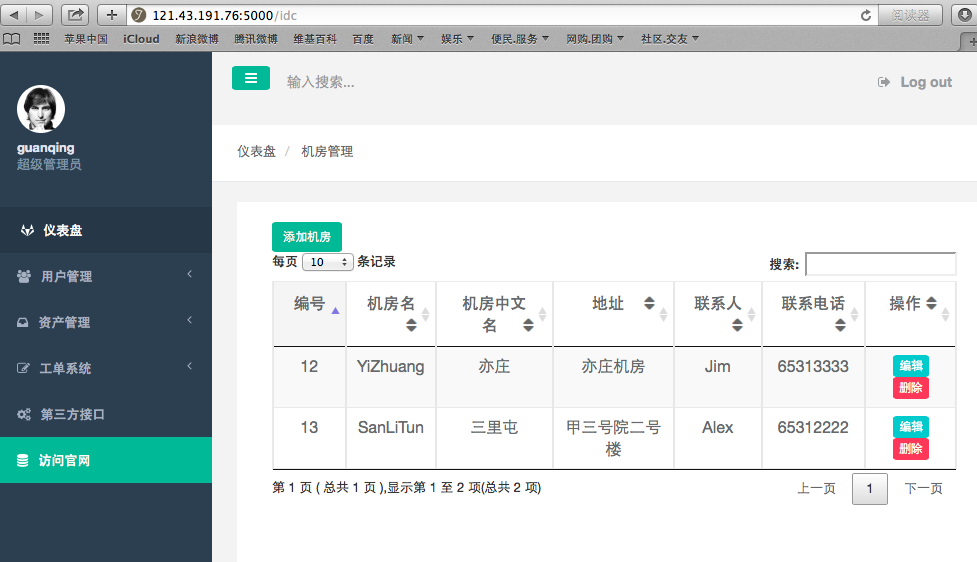 121.43.191.76:5000/idc
阅读器
苹果中国 iCloud 新浪微博 腾讯微博 维基百科 百度 新闻 娱乐 便民.服务 网购.团购 社区.交友
guanqing
超级管理员
仪表盘
用户管理
资产管理
工单系统
第三方接口
访问官网
输入搜索...
Log out
仪表盘 / 机房管理
添加机房
每页 10 条记录
搜索:
编号 机房名 机房中文名 地址 联系人 联系电话 操作
12 YiZhuang 亦庄 亦庄机房 Jim 65313333 编辑 删除
13 SanLiTun 三里屯 甲三号院二号楼 Alex 65312222 编辑 删除
第 1 页 ( 总共 1 页 ),显示第 1 至 2 项(总共 2 项)
上一页 1 下一页